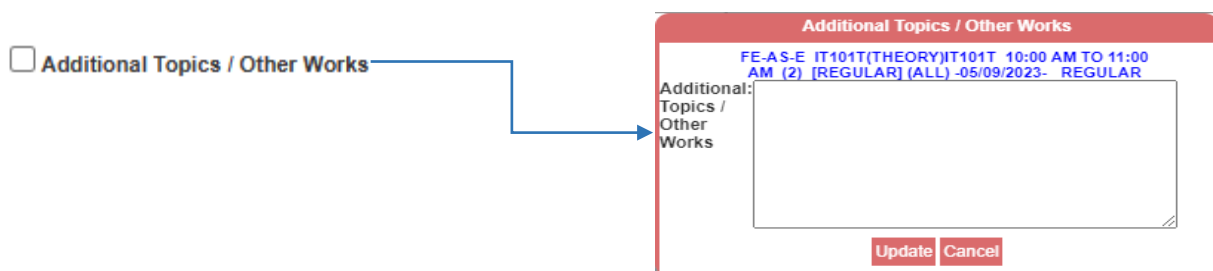 Additional Topics / Other Works
Additional Topics / Other Works
FE-AS-E IT101T(THEORY)IT101T 10:00 AM TO 11:00
AM (2) [REGULAR] (ALL) -05/09/2023- REGULAR
Additional:
Topics /
Other
Works
Update Cancel